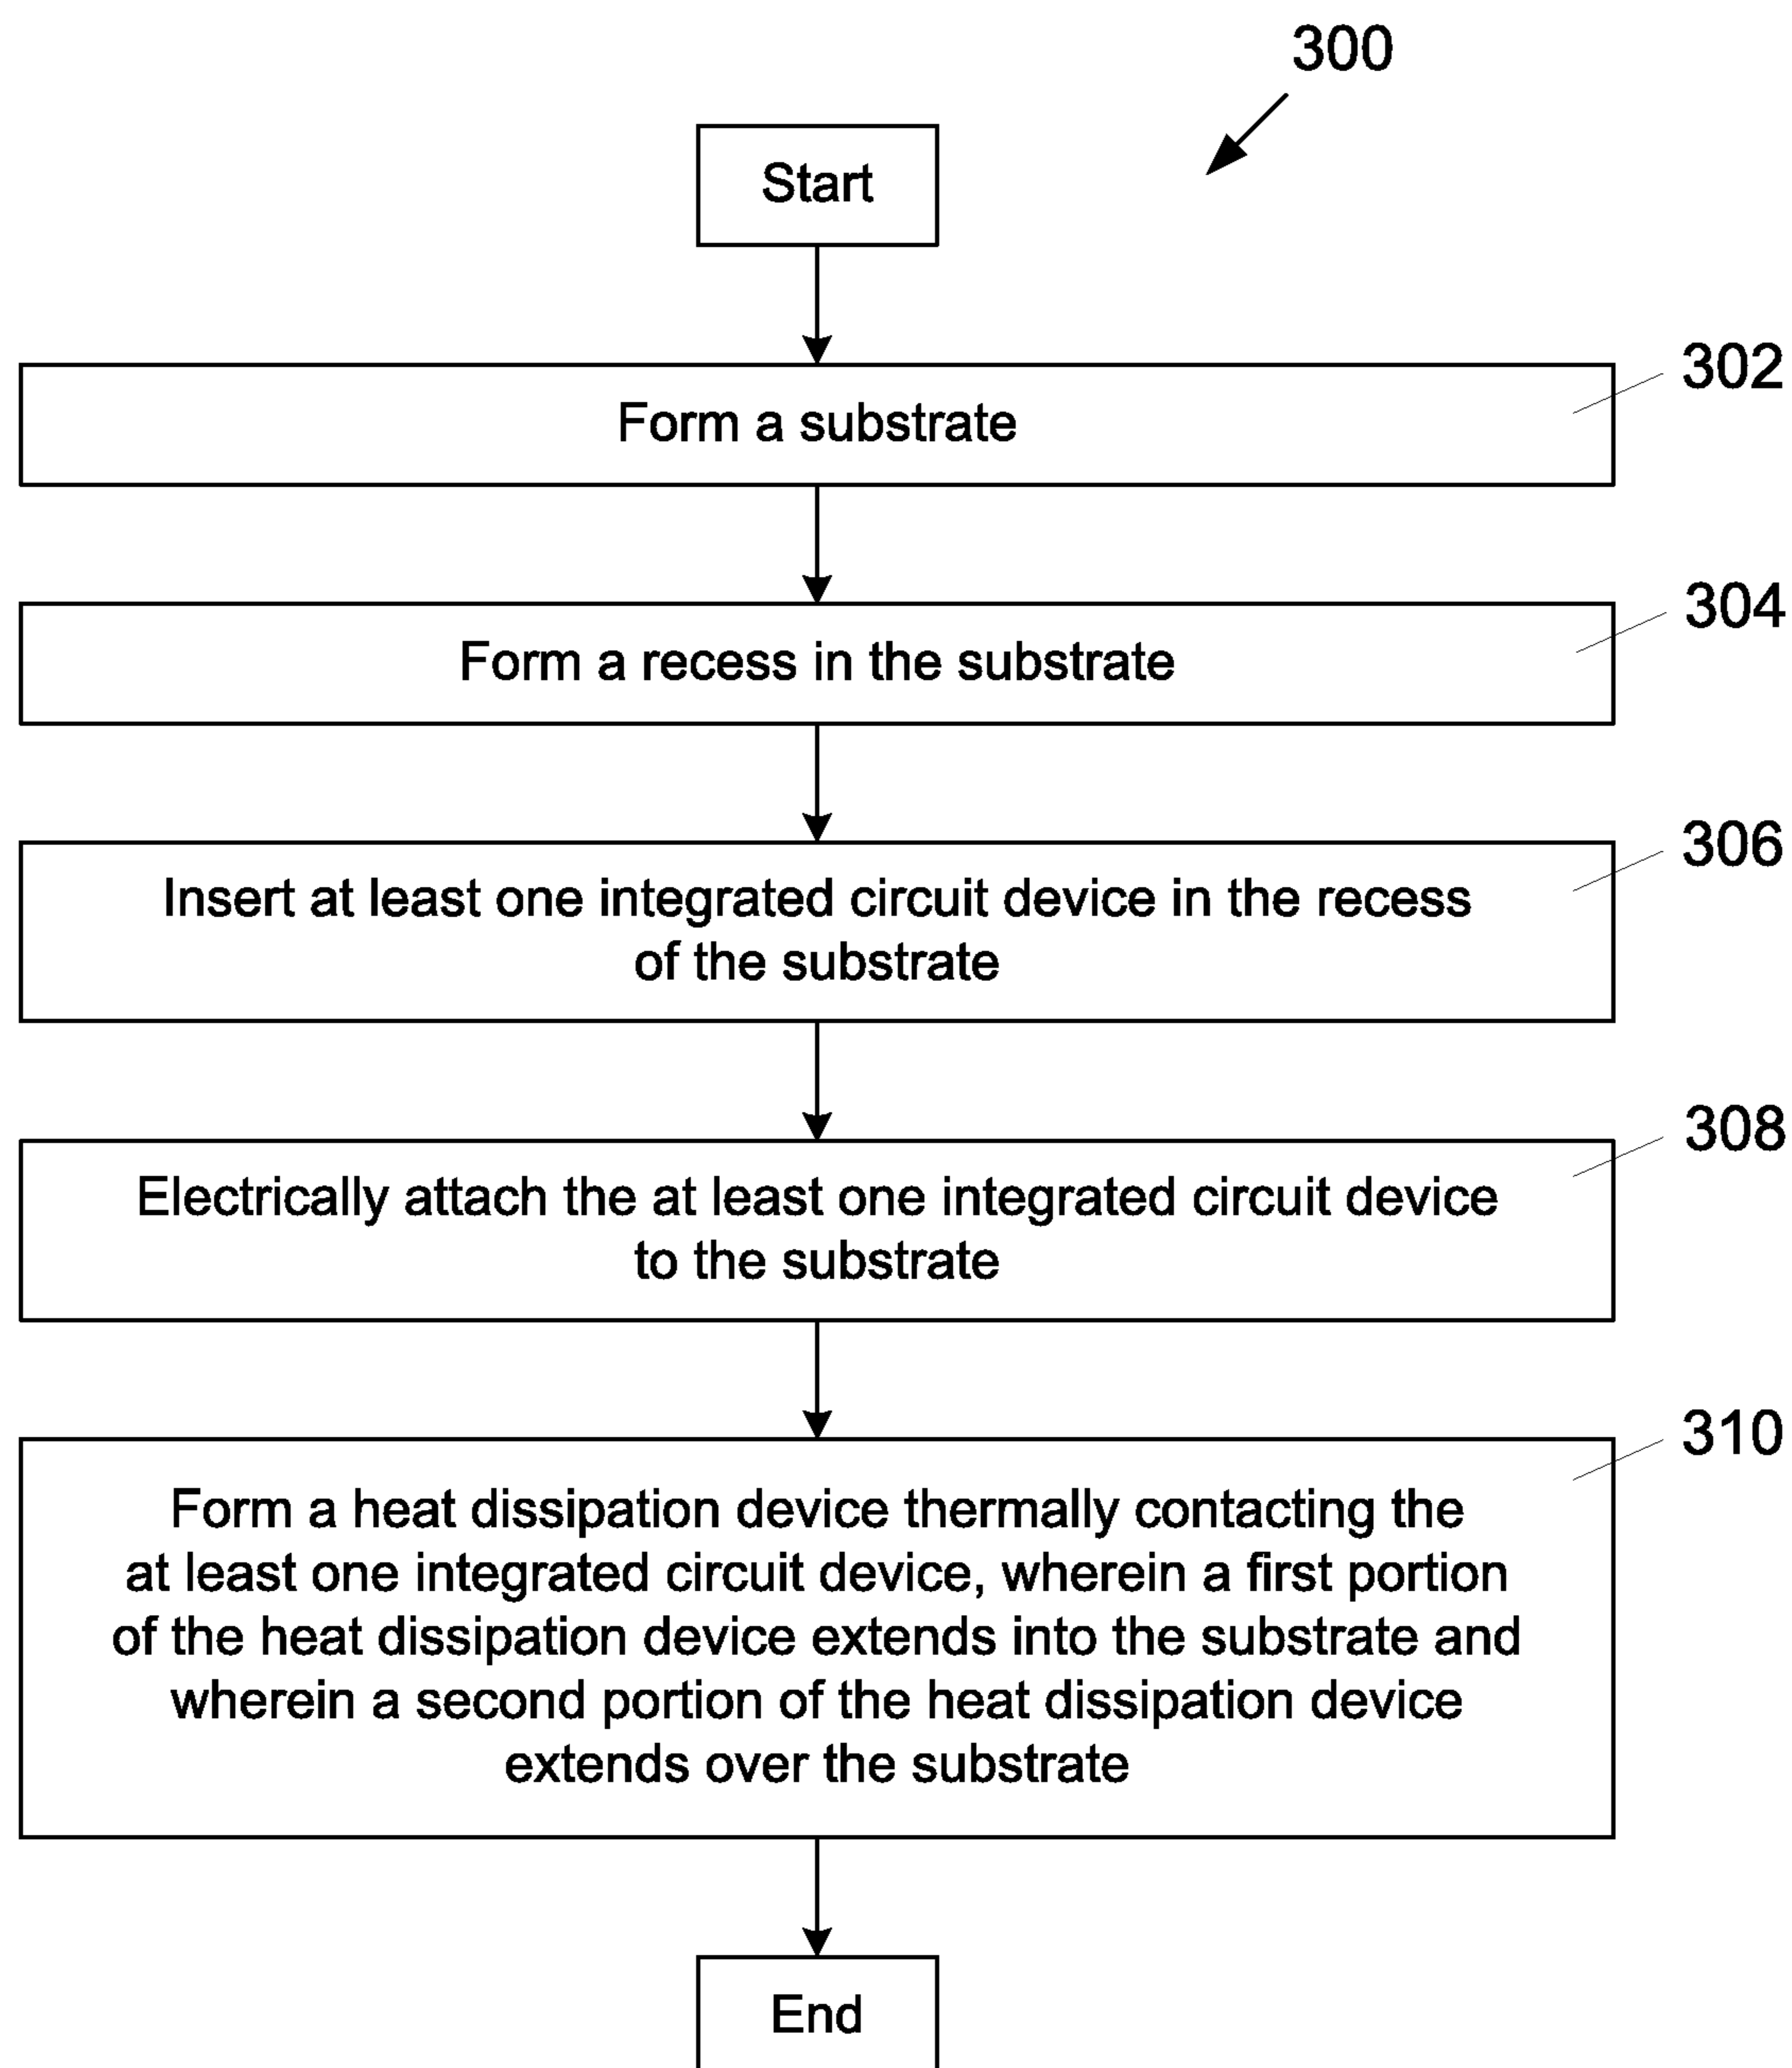 300
Start
302
Form a substrate
304
Form a recess in the substrate
306
Insert at least one integrated circuit device in the recess
of the substrate
308
Electrically attach the at least one integrated circuit device
to the substrate
310
Form a heat dissipation device thermally contacting the
at least one integrated circuit device, wherein a first portion
of the heat dissipation device extends into the substrate and
wherein a second portion of the heat dissipation device
extends over the substrate
End